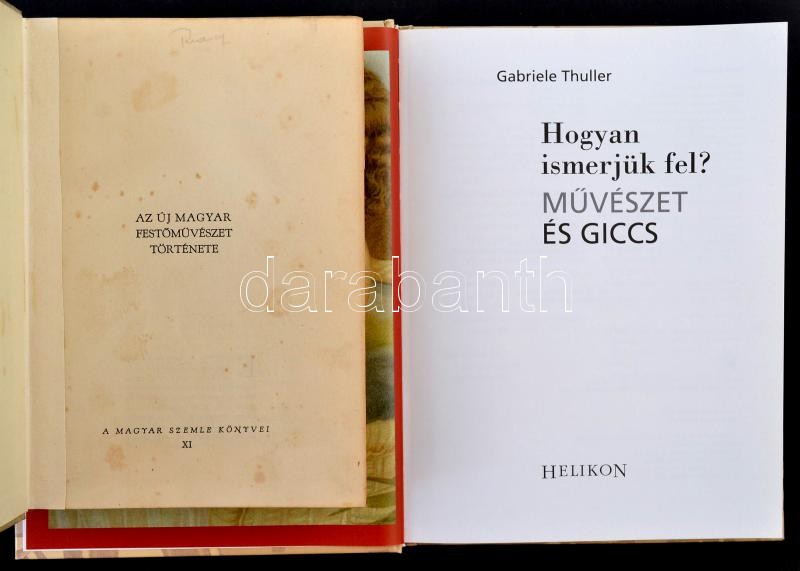 AZ ÚJ MAGYAR
FESTŐMŰVÉSZET
TÖRTÉNETE
A MAGYAR SZEMLE KÖNYVEI
XI
Gabriele Thuller
Hogyan
ismerjük fel?
MŰVÉSZET
ÉS GICCS
HELIKON
darabanth